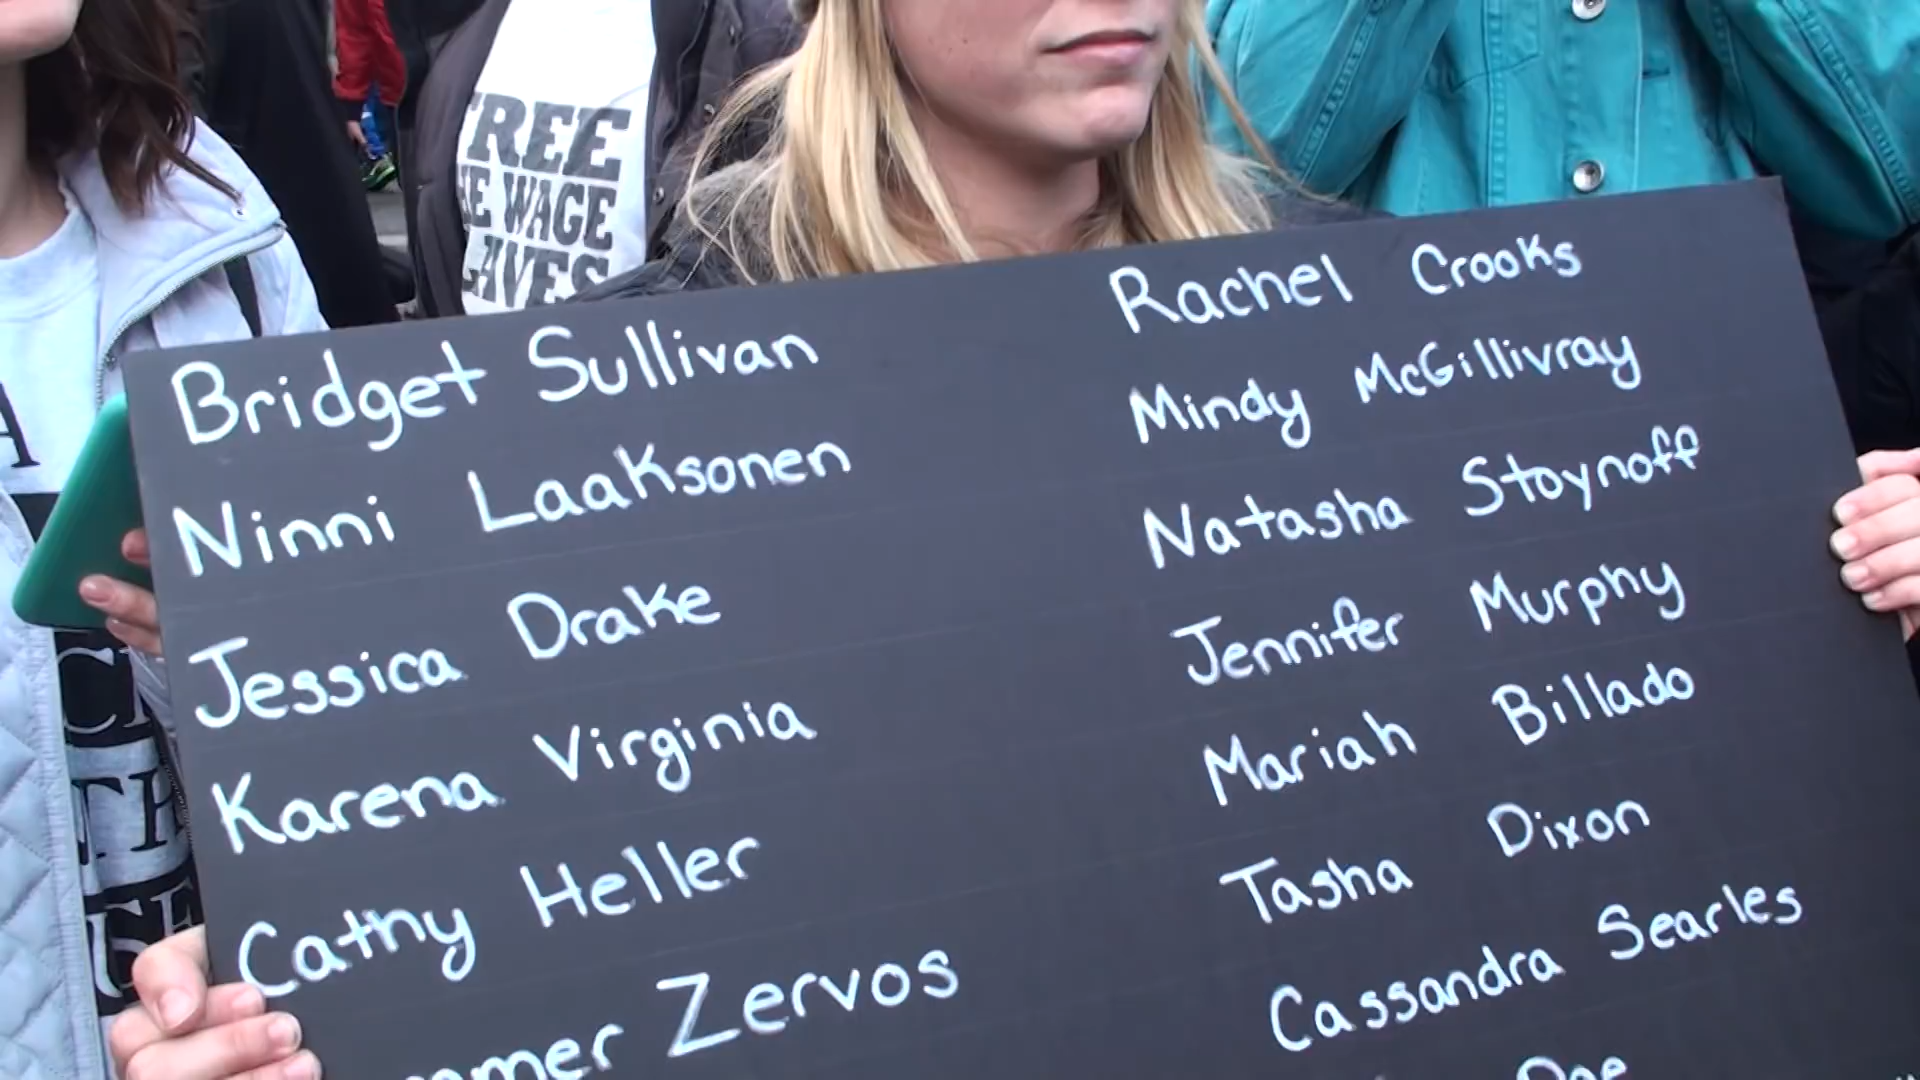 FREE
WAGE
Bridget Sullivan
Ninni Laaksonen
Jessica Drake
Karena Virginia
Cathy Heller
Zervos
Rachel Crooks
Mindy McGillivray
Natasha Stoynoff
Jennifer Murphy
Mariah Billado
Tasha Dixon
Cassandra Searles
Doe